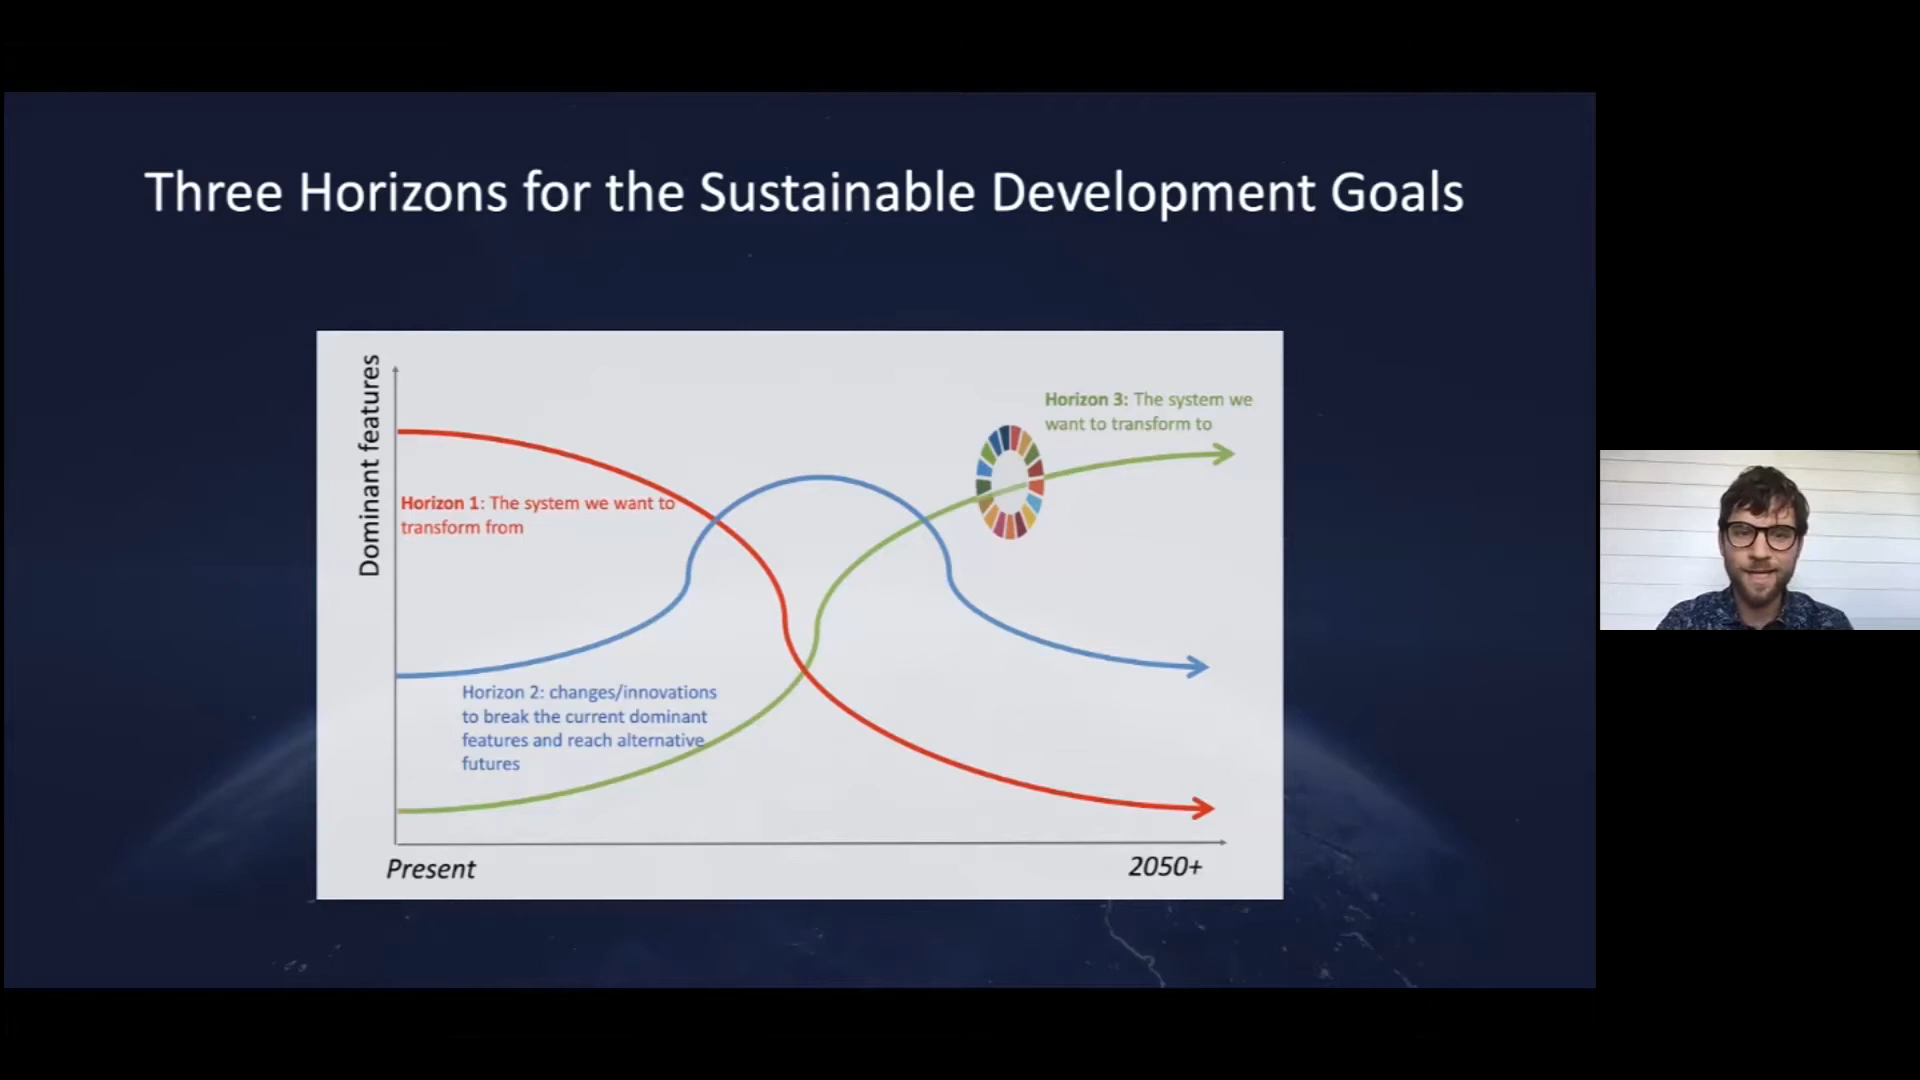 Three Horizons for the Sustainable Development Goals
Dominant features
Horizon 3: The system we
want to transform to
Horizon 1: The system we want to
transform from
Horizon 2: changes/innovations
to break the current dominant
features and reach alternative
futures
Present
2050+